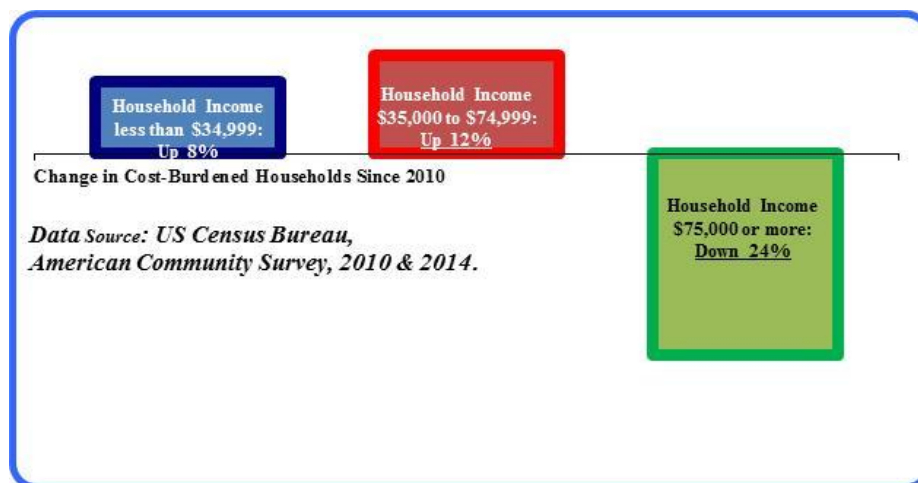 Household Income
less than $34,999:
Up 8%
Household Income
$35,000 to $74,999:
Up 12%
Change in Cost-Burdened Households Since 2010
Household Income
$75,000 or more:
Down 24%
Data Source: US Census Bureau,
American Community Survey, 2010 & 2014.